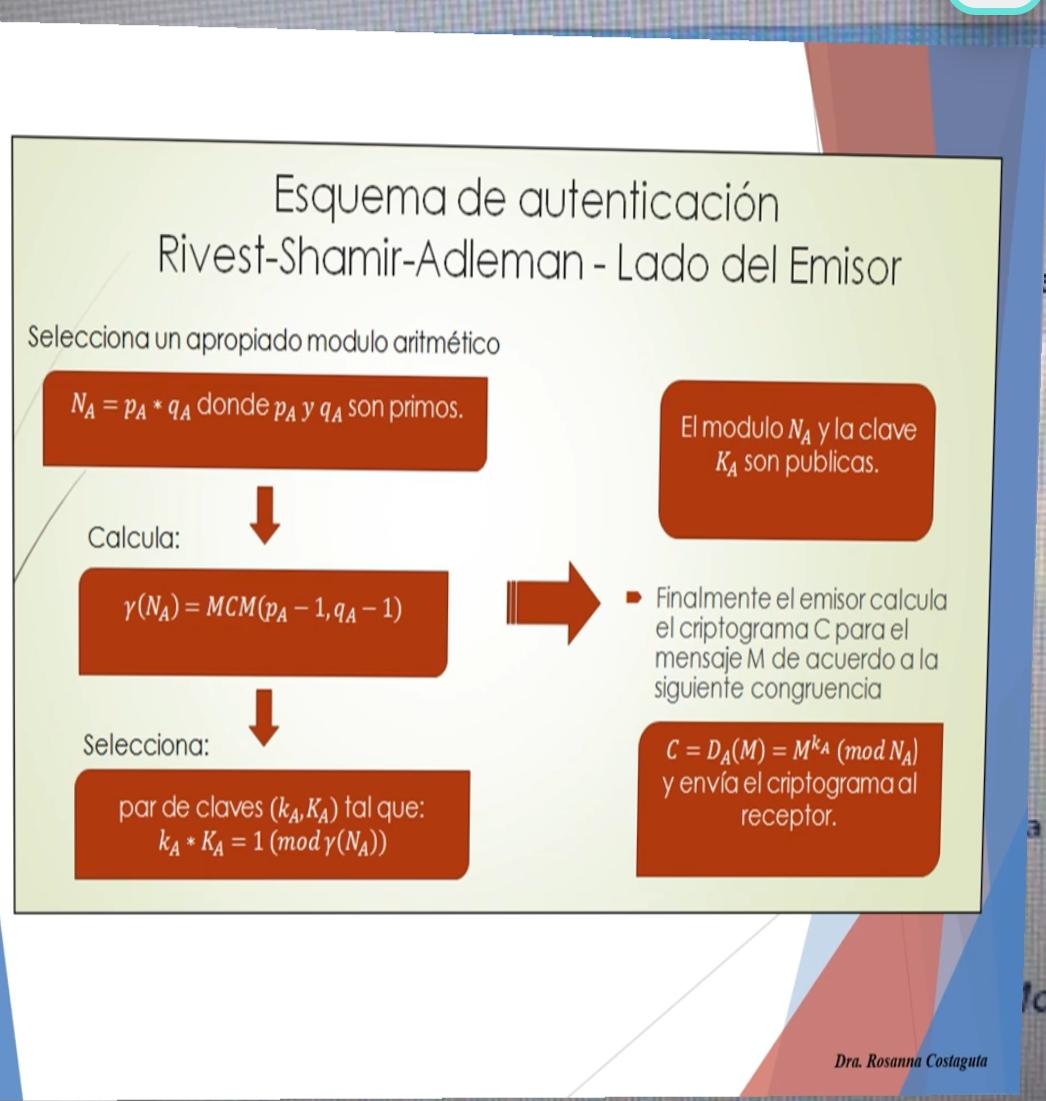 Esquema de autenticación
Rivest-Shamir-Adleman - Lado del Emisor
Selecciona un apropiado modulo aritmético
N_A = p_A * q_A donde p_A y q_A son primos.
Calcula:
γ(N_A) = MCM(p_A − 1, q_A − 1)
Selecciona:
par de claves (k_A, K_A) tal que:
k_A * K_A = 1 (mod γ(N_A))
El modulo N_A y la clave
K_A son publicas.
Finalmente el emisor calcula
el criptograma C para el
mensaje M de acuerdo a la
siguiente congruencia
C = D_A(M) = M^k_A (mod N_A)
y envía el criptograma al
receptor.
Dra. Rosanna Costaguta